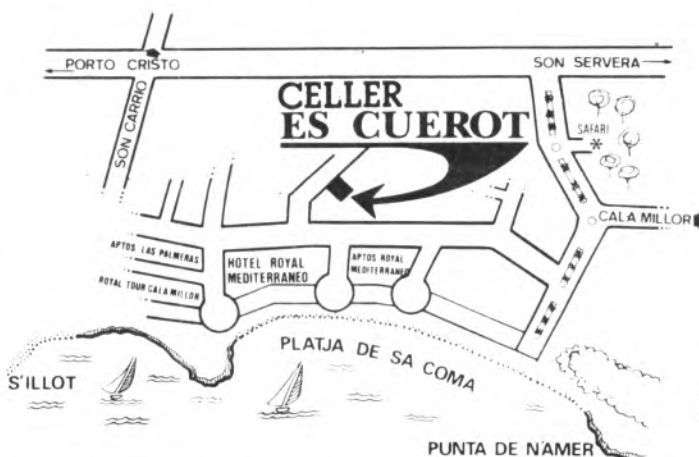 PORTO CRISTO
SON SERVERA
SON CARRIO
CELLER
ES CUEROT
SAFARI
CALA MILLOR
APTOS LAS PALMERAS
HOTEL ROYAL
MEDITERRANEO
APTOS ROYAL
MEDITERRANEO
ROYAL TOUR CALA MILLOR
PLATJA DE SA COMA
S'ILLOT
PUNTA DE N'AMER